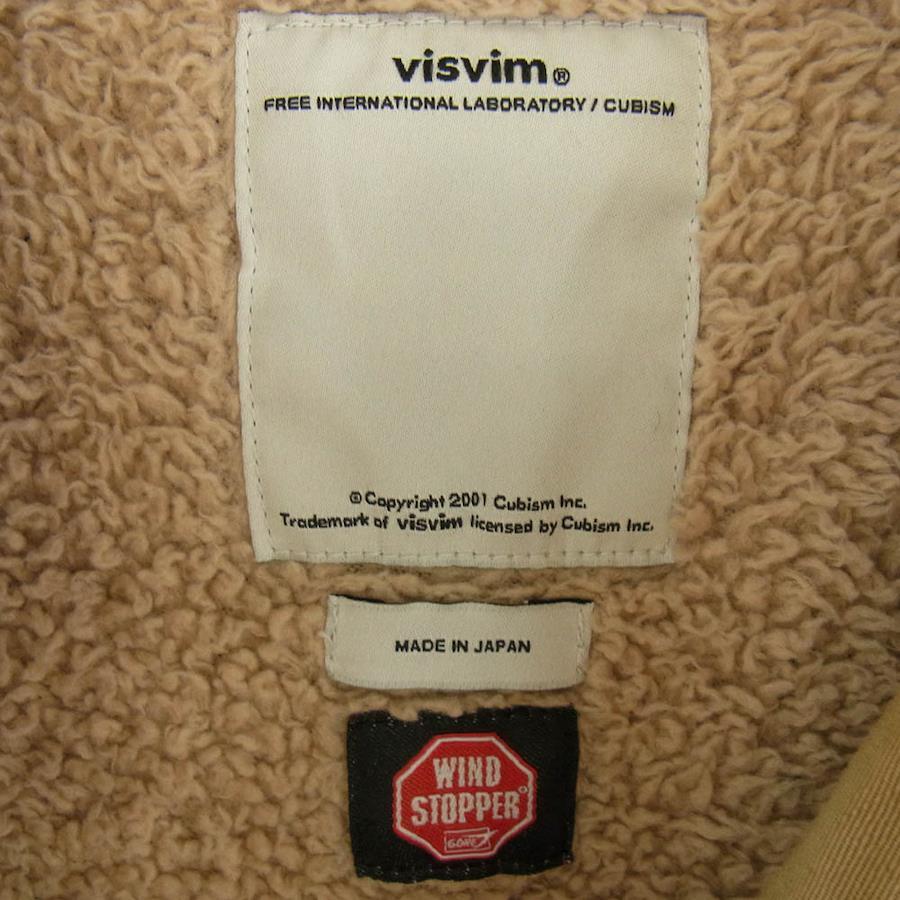 visvim®
FREE INTERNATIONAL LABORATORY / CUBISM
© Copyright 2001 Cubism Inc.
Trademark of visvim licensed by Cubism Inc.
MADE IN JAPAN
WIND
STOPPER®
GORE